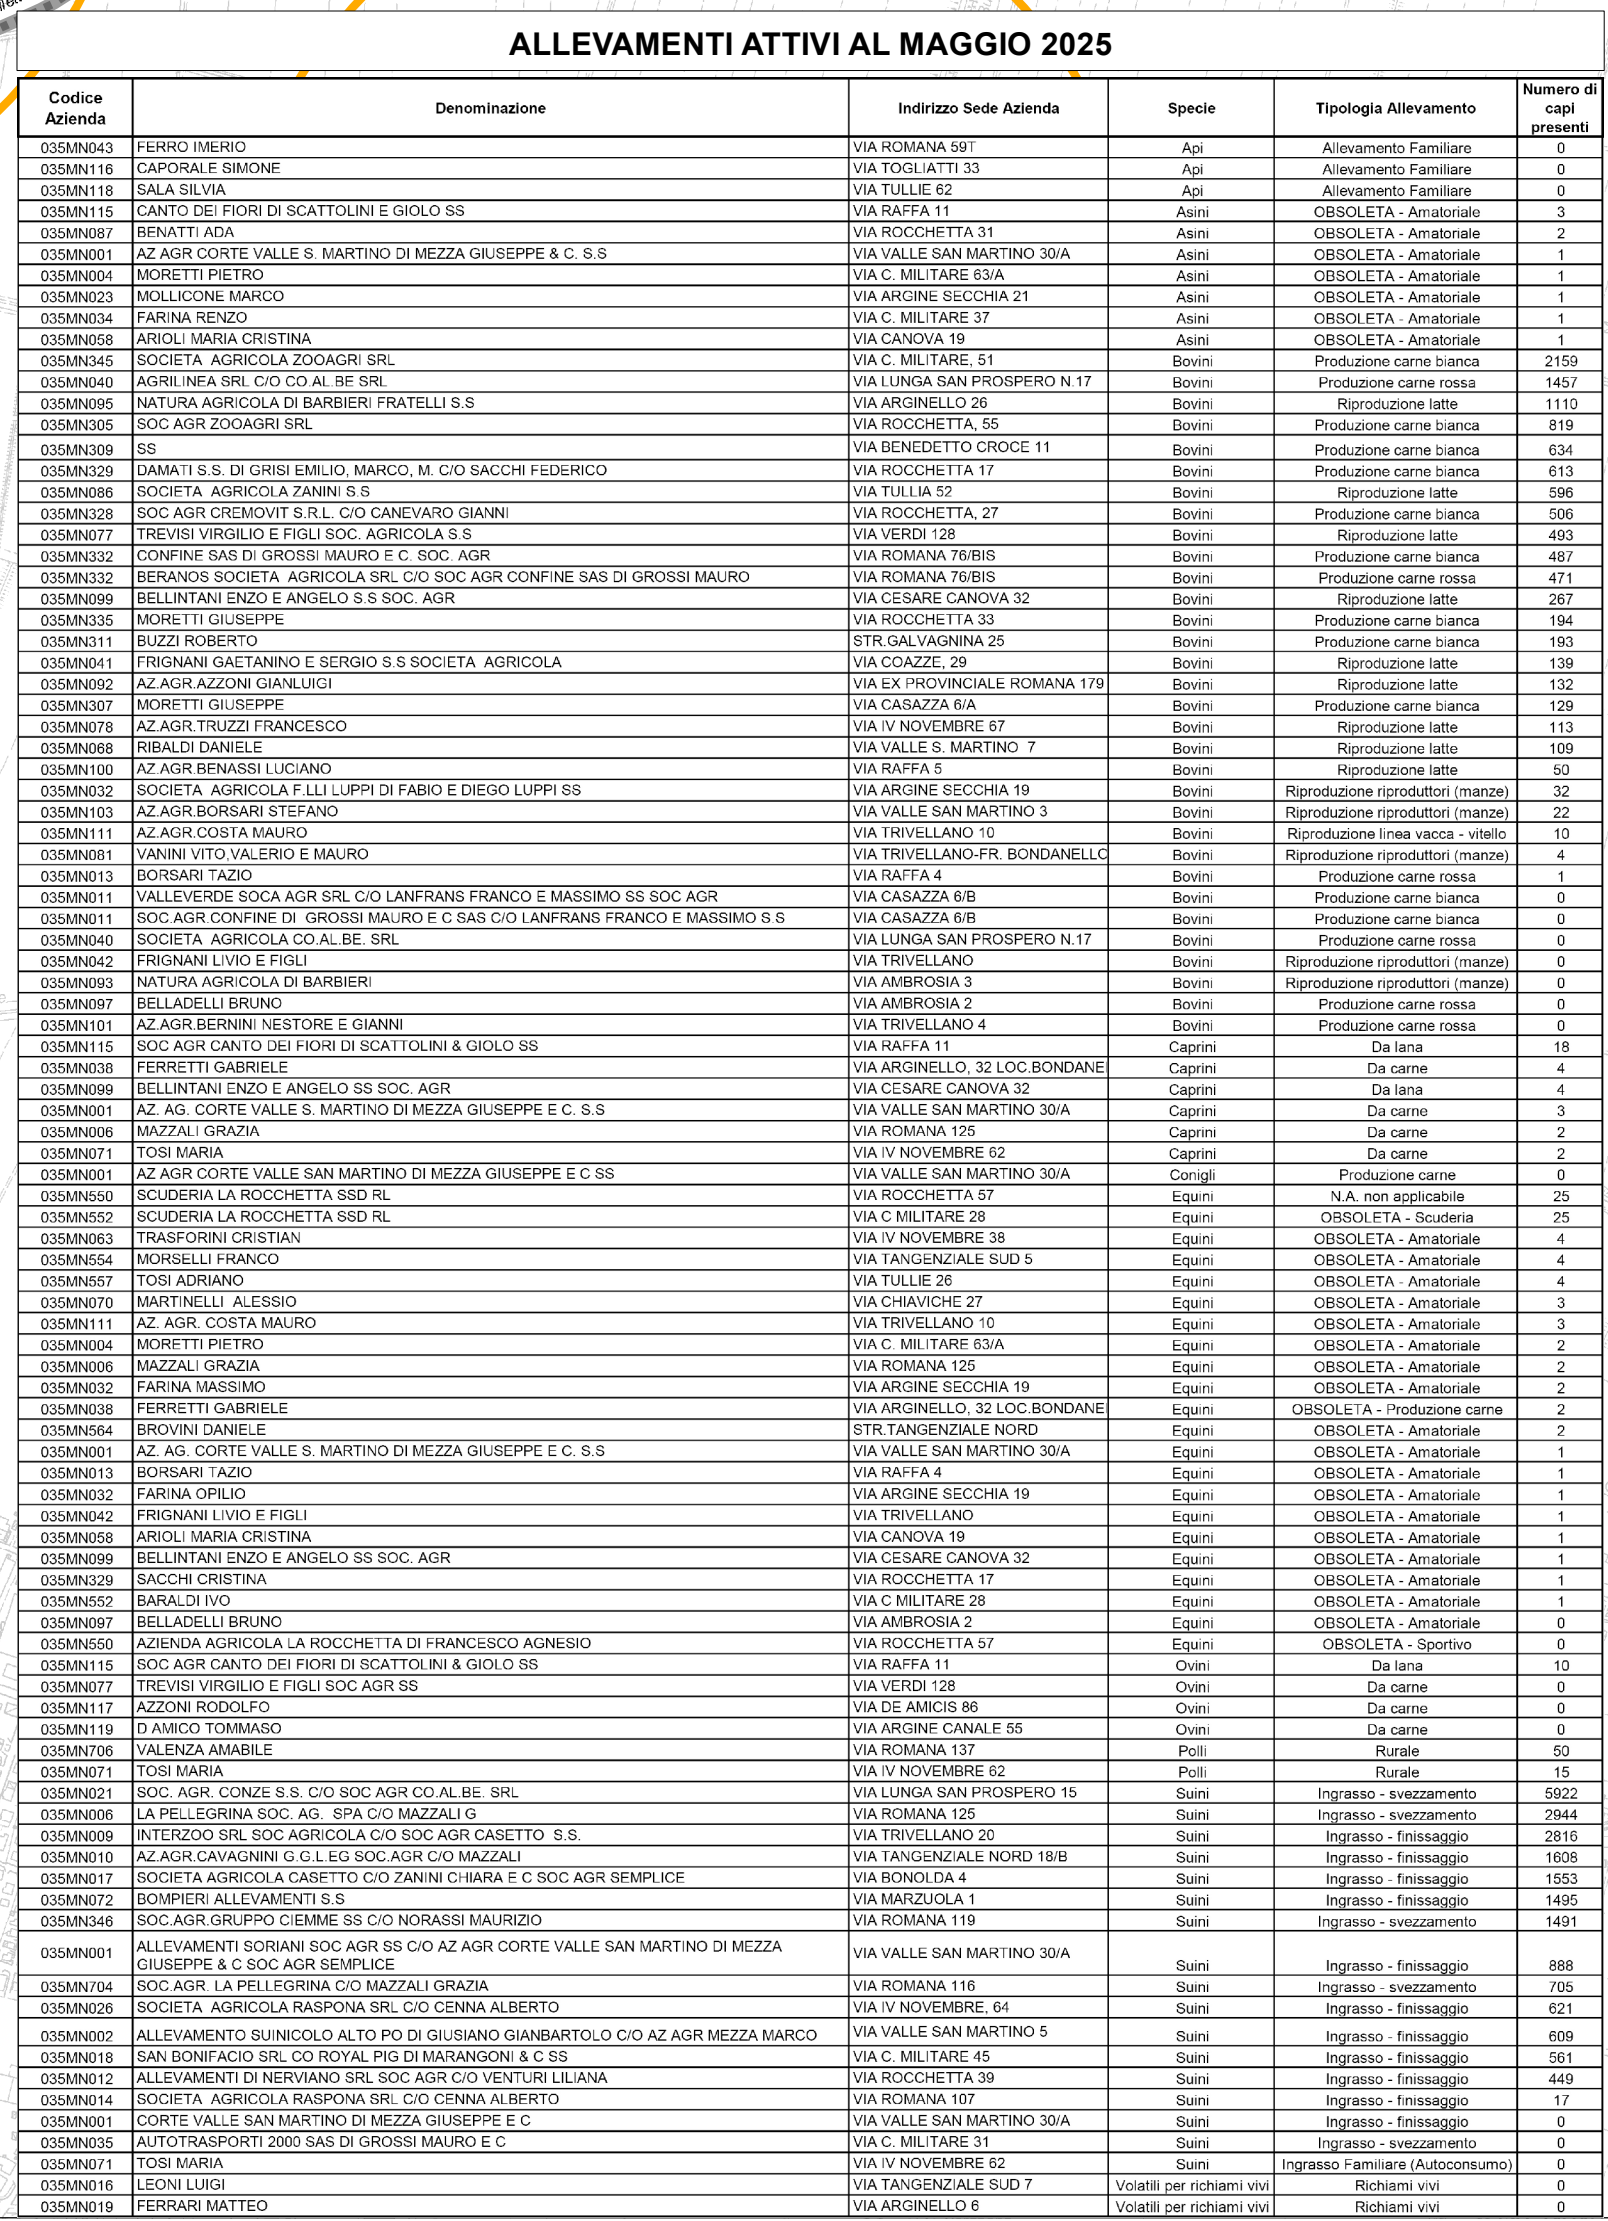 ALLEVAMENTI ATTIVI AL MAGGIO 2025
Codice Azienda Denominazione Indirizzo Sede Azienda Specie Tipologia Allevamento Numero di capi presenti
035MN043 FERRO IMERIO VIA ROMANA 59T Api Allevamento Familiare 0
035MN116 CAPORALE SIMONE VIA TOGLIATTI 33 Api Allevamento Familiare 0
035MN118 SALA SILVIA VIA TULLIE 62 Api Allevamento Familiare 0
035MN115 CANTO DEI FIORI DI SCATTOLINI E GIOLO SS VIA RAFFA 11 Asini OBSOLETA - Amatoriale 3
035MN087 BENATTI ADA VIA ROCCHETTA 31 Asini OBSOLETA - Amatoriale 2
035MN001 AZ AGR CORTE VALLE S. MARTINO DI MEZZA GIUSEPPE & C. S.S VIA VALLE SAN MARTINO 30/A Asini OBSOLETA - Amatoriale 1
035MN004 MORETTI PIETRO VIA C. MILITARE 63/A Asini OBSOLETA - Amatoriale 1
035MN023 MOLLICONE MARCO VIA ARGINE SECCHIA 21 Asini OBSOLETA - Amatoriale 1
035MN034 FARINA RENZO VIA C. MILITARE 37 Asini OBSOLETA - Amatoriale 1
035MN058 ARIOLI MARIA CRISTINA VIA CANOVA 19 Asini OBSOLETA - Amatoriale 1
035MN345 SOCIETA AGRICOLA ZOOAGRI SRL VIA C. MILITARE, 51 Bovini Produzione carne bianca 2159
035MN040 AGRILINEA SRL C/O CO.AL.BE SRL VIA LUNGA SAN PROSPERO N.17 Bovini Produzione carne rossa 1457
035MN095 NATURA AGRICOLA DI BARBIERI FRATELLI S.S VIA ARGINELLO 26 Bovini Riproduzione latte 1110
035MN305 SOC AGR ZOOAGRI SRL VIA ROCCHETTA, 55 Bovini Produzione carne bianca 819
035MN309 SS VIA BENEDETTO CROCE 11 Bovini Produzione carne bianca 634
035MN329 DAMATI S.S. DI GRISI EMILIO, MARCO, M. C/O SACCHI FEDERICO VIA ROCCHETTA 17 Bovini Produzione carne bianca 613
035MN086 SOCIETA AGRICOLA ZANINI S.S VIA TULLIA 52 Bovini Riproduzione latte 596
035MN328 SOC AGR CREMOVIT S.R.L. C/O CANEVARO GIANNI VIA ROCCHETTA, 27 Bovini Produzione carne bianca 506
035MN077 TREVISI VIRGILIO E FIGLI SOC. AGRICOLA S.S VIA VERDI 128 Bovini Riproduzione latte 493
035MN332 CONFINE SAS DI GROSSI MAURO E C. SOC. AGR VIA ROMANA 76/BIS Bovini Produzione carne bianca 487
035MN332 BERANOS SOCIETA AGRICOLA SRL C/O SOC AGR CONFINE SAS DI GROSSI MAURO VIA ROMANA 76/BIS Bovini Produzione carne rossa 471
035MN099 BELLINTANI ENZO E ANGELO S.S SOC. AGR VIA CESARE CANOVA 32 Bovini Riproduzione latte 267
035MN335 MORETTI GIUSEPPE VIA ROCCHETTA 33 Bovini Produzione carne bianca 194
035MN311 BUZZI ROBERTO STR.GALVAGNINA 25 Bovini Produzione carne bianca 193
035MN041 FRIGNANI GAETANINO E SERGIO S.S SOCIETA AGRICOLA VIA COAZZE, 29 Bovini Riproduzione latte 139
035MN092 AZ.AGR.AZZONI GIANLUIGI VIA EX PROVINCIALE ROMANA 179 Bovini Riproduzione latte 132
035MN307 MORETTI GIUSEPPE VIA CASAZZA 6/A Bovini Produzione carne bianca 129
035MN078 AZ.AGR.TRUZZI FRANCESCO VIA IV NOVEMBRE 67 Bovini Riproduzione latte 113
035MN068 RIBALDI DANIELE VIA VALLE S. MARTINO 7 Bovini Riproduzione latte 109
035MN100 AZ.AGR.BENASSI LUCIANO VIA RAFFA 5 Bovini Riproduzione latte 50
035MN032 SOCIETA AGRICOLA F.LLI LUPPI DI FABIO E DIEGO LUPPI SS VIA ARGINE SECCHIA 19 Bovini Riproduzione riproduttori (manze) 32
035MN103 AZ.AGR.BORSARI STEFANO VIA VALLE SAN MARTINO 3 Bovini Riproduzione riproduttori (manze) 22
035MN111 AZ.AGR.COSTA MAURO VIA TRIVELLANO 10 Bovini Riproduzione linea vacca - vitello 10
035MN081 VANINI VITO,VALERIO E MAURO VIA TRIVELLANO-FR. BONDANELLO Bovini Riproduzione riproduttori (manze) 4
035MN013 BORSARI TAZIO VIA RAFFA 4 Bovini Produzione carne rossa 1
035MN011 VALLEVERDE SOCA AGR SRL C/O LANFRANS FRANCO E MASSIMO SS SOC AGR VIA CASAZZA 6/B Bovini Produzione carne bianca 0
035MN011 SOC.AGR.CONFINE DI GROSSI MAURO E C SAS C/O LANFRANS FRANCO E MASSIMO S.S VIA CASAZZA 6/B Bovini Produzione carne bianca 0
035MN040 SOCIETA AGRICOLA CO.AL.BE. SRL VIA LUNGA SAN PROSPERO N.17 Bovini Produzione carne rossa 0
035MN042 FRIGNANI LIVIO E FIGLI VIA TRIVELLANO Bovini Riproduzione riproduttori (manze) 0
035MN093 NATURA AGRICOLA DI BARBIERI VIA AMBROSIA 3 Bovini Riproduzione riproduttori (manze) 0
035MN097 BELLADELLI BRUNO VIA AMBROSIA 2 Bovini Produzione carne rossa 0
035MN101 AZ.AGR.BERNINI NESTORE E GIANNI VIA TRIVELLANO 4 Bovini Produzione carne rossa 0
035MN115 SOC AGR CANTO DEI FIORI DI SCATTOLINI & GIOLO SS VIA RAFFA 11 Caprini Da lana 18
035MN038 FERRETTI GABRIELE VIA ARGINELLO, 32 LOC.BONDANE Caprini Da carne 4
035MN099 BELLINTANI ENZO E ANGELO SS SOC. AGR VIA CESARE CANOVA 32 Caprini Da lana 4
035MN001 AZ. AG. CORTE VALLE S. MARTINO DI MEZZA GIUSEPPE E C. S.S VIA VALLE SAN MARTINO 30/A Caprini Da carne 3
035MN006 MAZZALI GRAZIA VIA ROMANA 125 Caprini Da carne 2
035MN071 TOSI MARIA VIA IV NOVEMBRE 62 Caprini Da carne 2
035MN001 AZ AGR CORTE VALLE SAN MARTINO DI MEZZA GIUSEPPE E C SS VIA VALLE SAN MARTINO 30/A Conigli Produzione carne 0
035MN550 SCUDERIA LA ROCCHETTA SSD RL VIA ROCCHETTA 57 Equini N.A. non applicabile 25
035MN552 SCUDERIA LA ROCCHETTA SSD RL VIA C MILITARE 28 Equini OBSOLETA - Scuderia 25
035MN063 TRASFORINI CRISTIAN VIA IV NOVEMBRE 38 Equini OBSOLETA - Amatoriale 4
035MN554 MORSELLI FRANCO VIA TANGENZIALE SUD 5 Equini OBSOLETA - Amatoriale 4
035MN557 TOSI ADRIANO VIA TULLIE 26 Equini OBSOLETA - Amatoriale 4
035MN070 MARTINELLI ALESSIO VIA CHIAVICHE 27 Equini OBSOLETA - Amatoriale 3
035MN111 AZ. AGR. COSTA MAURO VIA TRIVELLANO 10 Equini OBSOLETA - Amatoriale 3
035MN004 MORETTI PIETRO VIA C. MILITARE 63/A Equini OBSOLETA - Amatoriale 2
035MN006 MAZZALI GRAZIA VIA ROMANA 125 Equini OBSOLETA - Amatoriale 2
035MN032 FARINA MASSIMO VIA ARGINE SECCHIA 19 Equini OBSOLETA - Amatoriale 2
035MN038 FERRETTI GABRIELE VIA ARGINELLO, 32 LOC.BONDANE Equini OBSOLETA - Produzione carne 2
035MN564 BROVINI DANIELE STR.TANGENZIALE NORD Equini OBSOLETA - Amatoriale 2
035MN001 AZ. AG. CORTE VALLE S. MARTINO DI MEZZA GIUSEPPE E C. S.S VIA VALLE SAN MARTINO 30/A Equini OBSOLETA - Amatoriale 1
035MN013 BORSARI TAZIO VIA RAFFA 4 Equini OBSOLETA - Amatoriale 1
035MN032 FARINA OPILIO VIA ARGINE SECCHIA 19 Equini OBSOLETA - Amatoriale 1
035MN042 FRIGNANI LIVIO E FIGLI VIA TRIVELLANO Equini OBSOLETA - Amatoriale 1
035MN058 ARIOLI MARIA CRISTINA VIA CANOVA 19 Equini OBSOLETA - Amatoriale 1
035MN099 BELLINTANI ENZO E ANGELO SS SOC. AGR VIA CESARE CANOVA 32 Equini OBSOLETA - Amatoriale 1
035MN329 SACCHI CRISTINA VIA ROCCHETTA 17 Equini OBSOLETA - Amatoriale 1
035MN552 BARALDI IVO VIA C MILITARE 28 Equini OBSOLETA - Amatoriale 1
035MN097 BELLADELLI BRUNO VIA AMBROSIA 2 Equini OBSOLETA - Amatoriale 0
035MN550 AZIENDA AGRICOLA LA ROCCHETTA DI FRANCESCO AGNESIO VIA ROCCHETTA 57 Equini OBSOLETA - Sportivo 0
035MN115 SOC AGR CANTO DEI FIORI DI SCATTOLINI & GIOLO SS VIA RAFFA 11 Ovini Da lana 10
035MN077 TREVISI VIRGILIO E FIGLI SOC AGR SS VIA VERDI 128 Ovini Da carne 0
035MN117 AZZONI RODOLFO VIA DE AMICIS 86 Ovini Da carne 0
035MN119 D AMICO TOMMASO VIA ARGINE CANALE 55 Ovini Da carne 0
035MN706 VALENZA AMABILE VIA ROMANA 137 Polli Rurale 50
035MN071 TOSI MARIA VIA IV NOVEMBRE 62 Polli Rurale 15
035MN021 SOC. AGR. CONZE S.S. C/O SOC AGR CO.AL.BE. SRL VIA LUNGA SAN PROSPERO 15 Suini Ingrasso - svezzamento 5922
035MN006 LA PELLEGRINA SOC. AG. SPA C/O MAZZALI G VIA ROMANA 125 Suini Ingrasso - svezzamento 2944
035MN009 INTERZOO SRL SOC AGRICOLA C/O SOC AGR CASETTO S.S. VIA TRIVELLANO 20 Suini Ingrasso - finissaggio 2816
035MN010 AZ.AGR.CAVAGNINI G.G.L.EG SOC.AGR C/O MAZZALI VIA TANGENZIALE NORD 18/B Suini Ingrasso - finissaggio 1608
035MN017 SOCIETA AGRICOLA CASETTO C/O ZANINI CHIARA E C SOC AGR SEMPLICE VIA BONOLDA 4 Suini Ingrasso - finissaggio 1553
035MN072 BOMPIERI ALLEVAMENTI S.S VIA MARZUOLA 1 Suini Ingrasso - finissaggio 1495
035MN346 SOC.AGR.GRUPPO CIEMME SS C/O NORASSI MAURIZIO VIA ROMANA 119 Suini Ingrasso - svezzamento 1491
035MN001 ALLEVAMENTI SORIANI SOC AGR SS C/O AZ AGR CORTE VALLE SAN MARTINO DI MEZZA
GIUSEPPE & C SOC AGR SEMPLICE VIA VALLE SAN MARTINO 30/A Suini Ingrasso - finissaggio 888
035MN704 SOC.AGR. LA PELLEGRINA C/O MAZZALI GRAZIA VIA ROMANA 116 Suini Ingrasso - svezzamento 705
035MN026 SOCIETA AGRICOLA RASPONA SRL C/O CENNA ALBERTO VIA IV NOVEMBRE, 64 Suini Ingrasso - finissaggio 621
035MN002 ALLEVAMENTO SUINICOLO ALTO PO DI GIUSIANO GIANBARTOLO C/O AZ AGR MEZZA MARCO VIA VALLE SAN MARTINO 5 Suini Ingrasso - finissaggio 609
035MN018 SAN BONIFACIO SRL CO ROYAL PIG DI MARANGONI & C SS VIA C. MILITARE 45 Suini Ingrasso - finissaggio 561
035MN012 ALLEVAMENTI DI NERVIANO SRL SOC AGR C/O VENTURI LILIANA VIA ROCCHETTA 39 Suini Ingrasso - finissaggio 449
035MN014 SOCIETA AGRICOLA RASPONA SRL C/O CENNA ALBERTO VIA ROMANA 107 Suini Ingrasso - finissaggio 17
035MN001 CORTE VALLE SAN MARTINO DI MEZZA GIUSEPPE E C VIA VALLE SAN MARTINO 30/A Suini Ingrasso - finissaggio 0
035MN035 AUTOTRASPORTI 2000 SAS DI GROSSI MAURO E C VIA C. MILITARE 31 Suini Ingrasso - svezzamento 0
035MN071 TOSI MARIA VIA IV NOVEMBRE 62 Suini Ingrasso Familiare (Autoconsumo) 0
035MN016 LEONI LUIGI VIA TANGENZIALE SUD 7 Volatili per richiami vivi Richiami vivi 0
035MN019 FERRARI MATTEO VIA ARGINELLO 6 Volatili per richiami vivi Richiami vivi 0